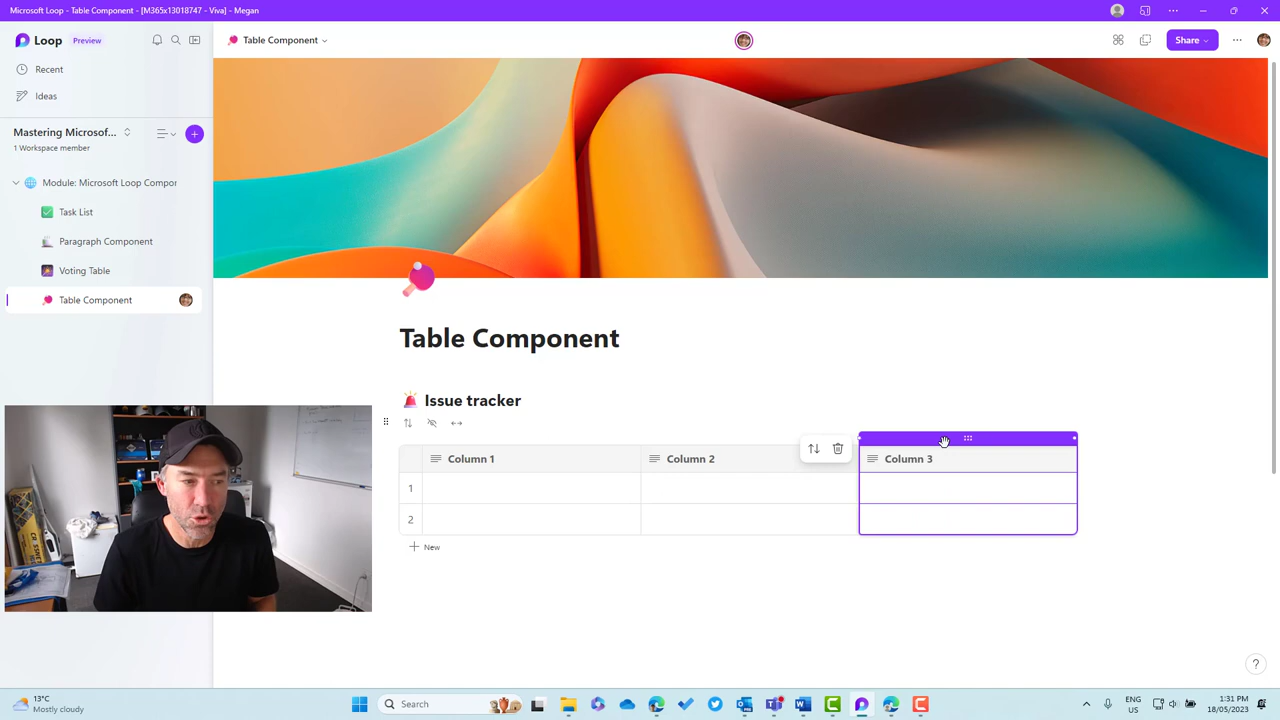 Microsoft Loop - Table Component - [M365x13018747 - Viva] - Megan
Loop Preview
Table Component
Share
Recent
Ideas
Mastering Microsof...
1 Workspace member
Module: Microsoft Loop Compor
Task List
Paragraph Component
Voting Table
Table Component
Table Component
Issue tracker
Column 1 Column 2 Column 3
1
2
New
?
13°C
Mostly cloudy
Search
ENG
US
1:31 PM
18/05/2023